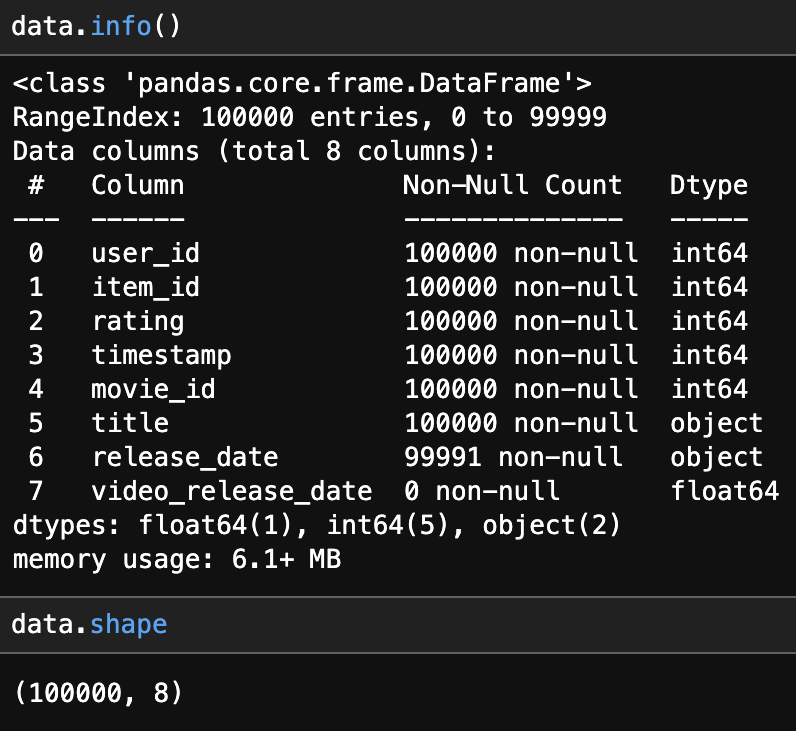 data.info()
<class 'pandas.core.frame.DataFrame'>
RangeIndex: 100000 entries, 0 to 99999
Data columns (total 8 columns):
 #   Column              Non-Null Count   Dtype
---  ------              --------------   -----
 0   user_id             100000 non-null  int64
 1   item_id             100000 non-null  int64
 2   rating              100000 non-null  int64
 3   timestamp           100000 non-null  int64
 4   movie_id            100000 non-null  int64
 5   title               100000 non-null  object
 6   release_date        99991 non-null   object
 7   video_release_date  0 non-null       float64
dtypes: float64(1), int64(5), object(2)
memory usage: 6.1+ MB
data.shape
(100000, 8)